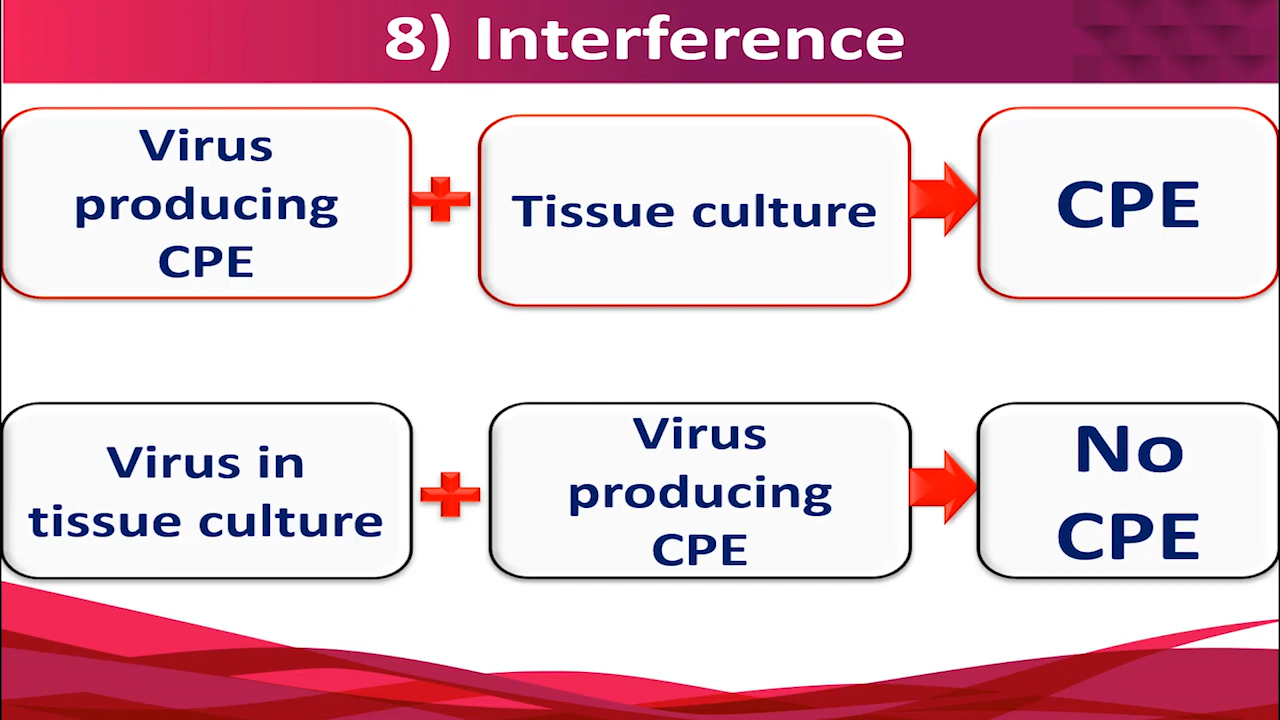 8) Interference
Virus
producing
CPE
Tissue culture
CPE
Virus in
tissue culture
Virus
producing
CPE
No
CPE